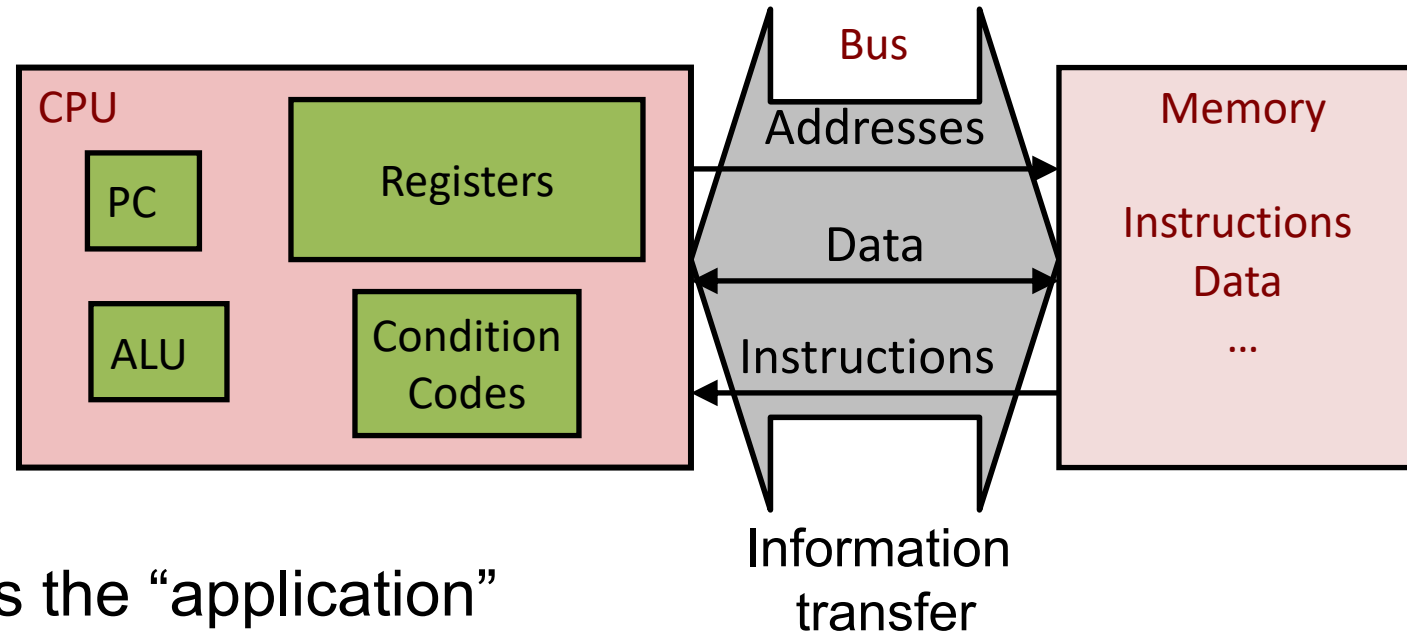 CPU
PC
Registers
ALU
Condition
Codes
Bus
Addresses
Data
Instructions
Memory
Instructions
Data
...
Information
transfer
s the “application”